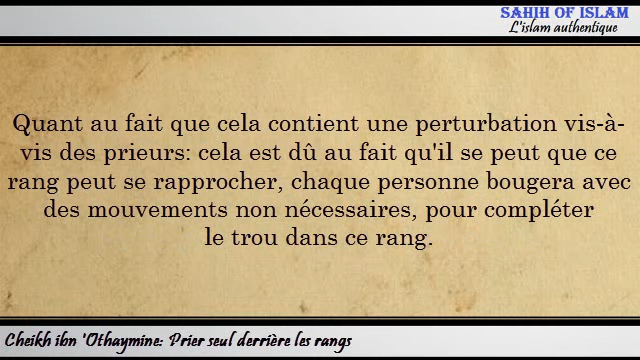 SAHIH OF ISLAM
L'islam authentique
Quant au fait que cela contient une perturbation vis-à-
vis des prieurs: cela est dû au fait qu'il se peut que ce
rang peut se rapprocher, chaque personne bougera avec
des mouvements non nécessaires, pour compléter
le trou dans ce rang.
Cheikh ibn 'Othaymine: Prier seul derrière les rangs